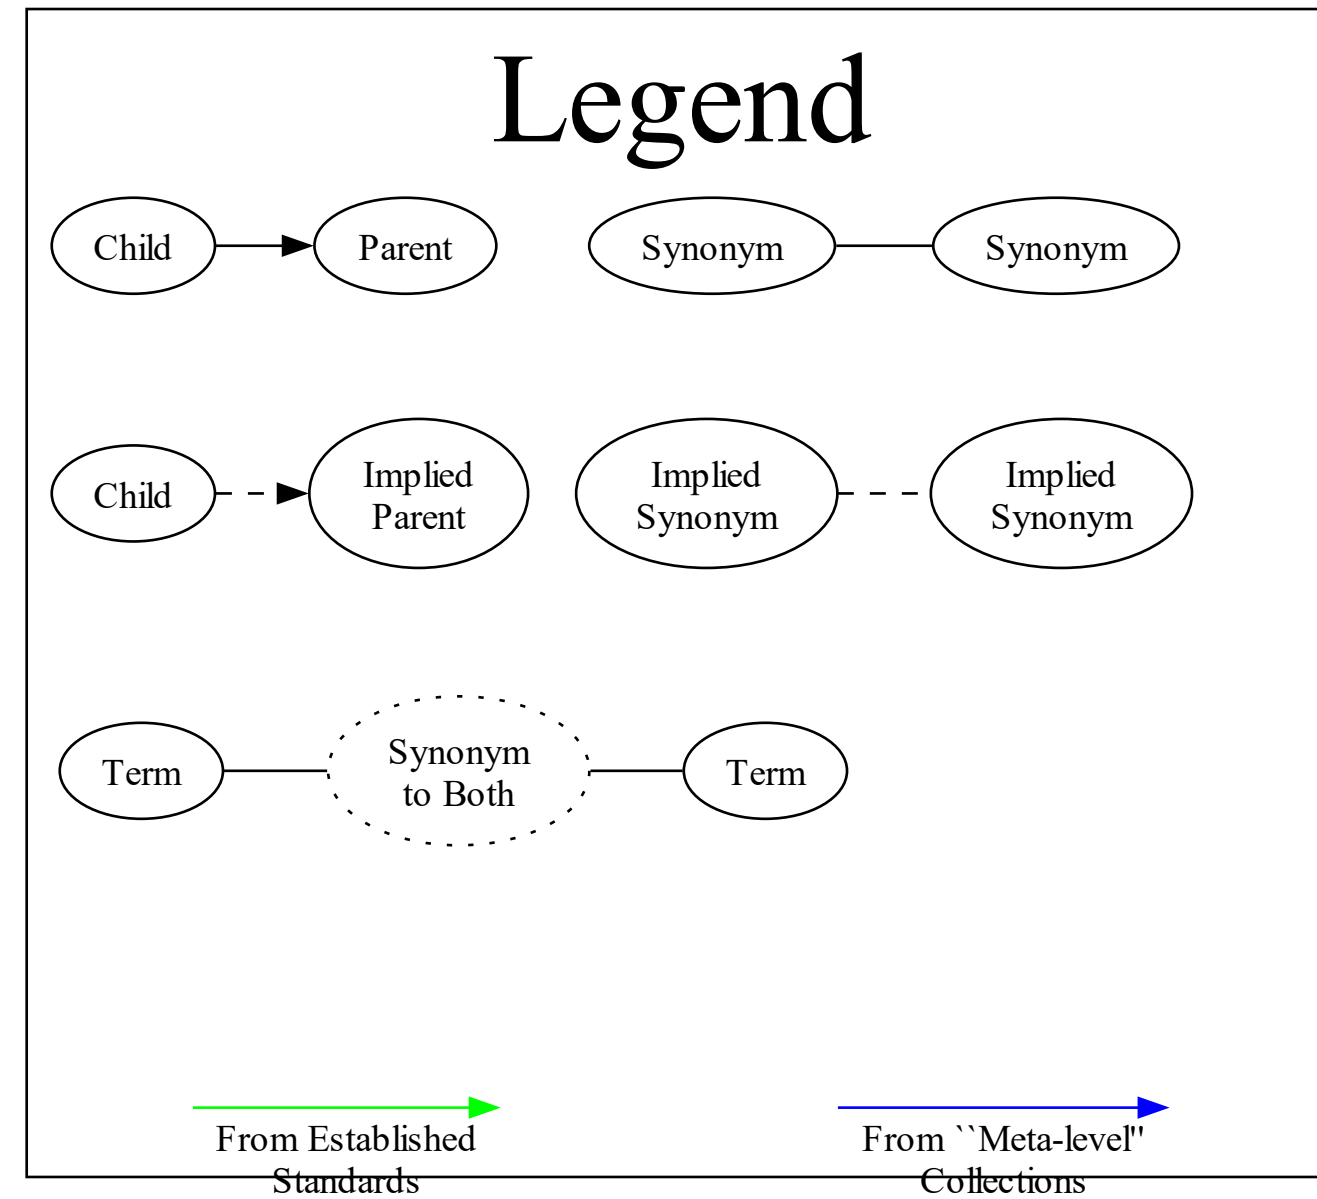 Legend
Child
Parent
Synonym
Synonym
Child
Implied
Parent
Implied
Synonym
Implied
Synonym
Term
Synonym
to Both
Term
From Established
Standards
From ``Meta-level''
Collections